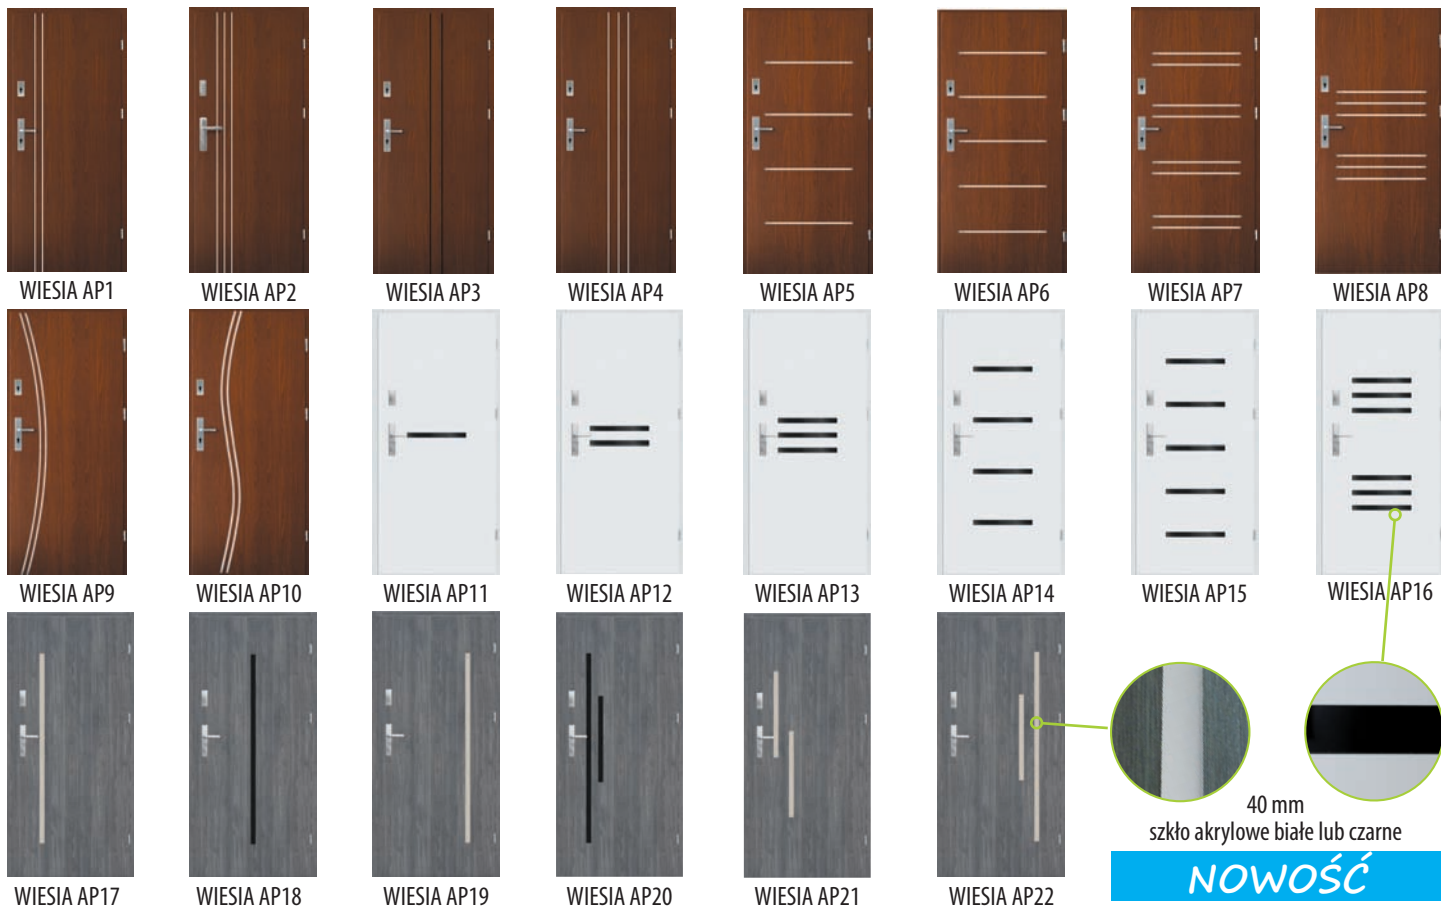 WIESIA AP1
WIESIA AP2
WIESIA AP3
WIESIA AP4
WIESIA AP5
WIESIA AP6
WIESIA AP7
WIESIA AP8
WIESIA AP9
WIESIA AP10
WIESIA AP11
WIESIA AP12
WIESIA AP13
WIESIA AP14
WIESIA AP15
WIESIA AP16
WIESIA AP17
WIESIA AP18
WIESIA AP19
WIESIA AP20
WIESIA AP21
WIESIA AP22
40 mm
szkło akrylowe białe lub czarne
NOWOŚĆ